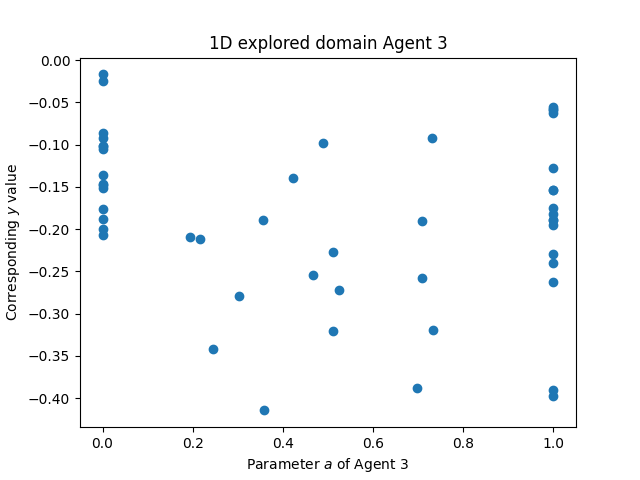 1D explored domain Agent 3
0.00
−0.05
−0.10
−0.15
−0.20
−0.25
−0.30
−0.35
−0.40
Corresponding y value
0.0 0.2 0.4 0.6 0.8 1.0
Parameter a of Agent 3